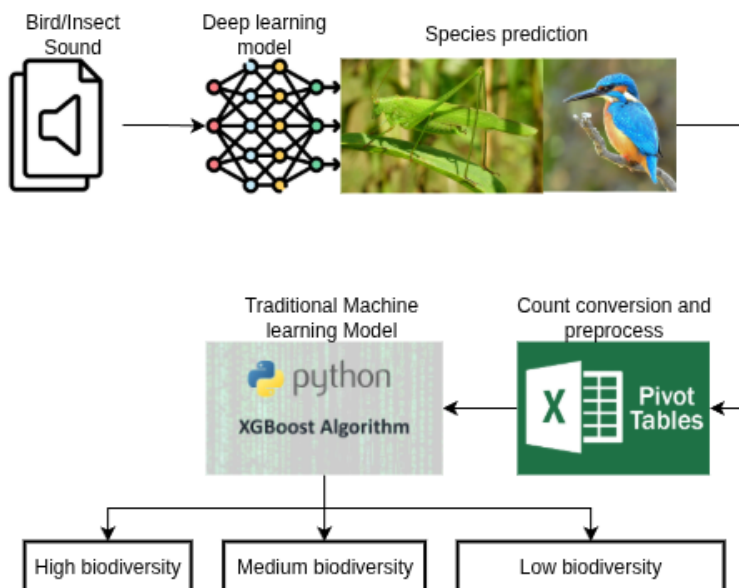 Bird/Insect
Sound
Deep learning
model
Species prediction
Traditional Machine
learning Model
Count conversion and
preprocess
python
XGBoost Algorithm
X
Pivot
Tables
High biodiversity
Medium biodiversity
Low biodiversity